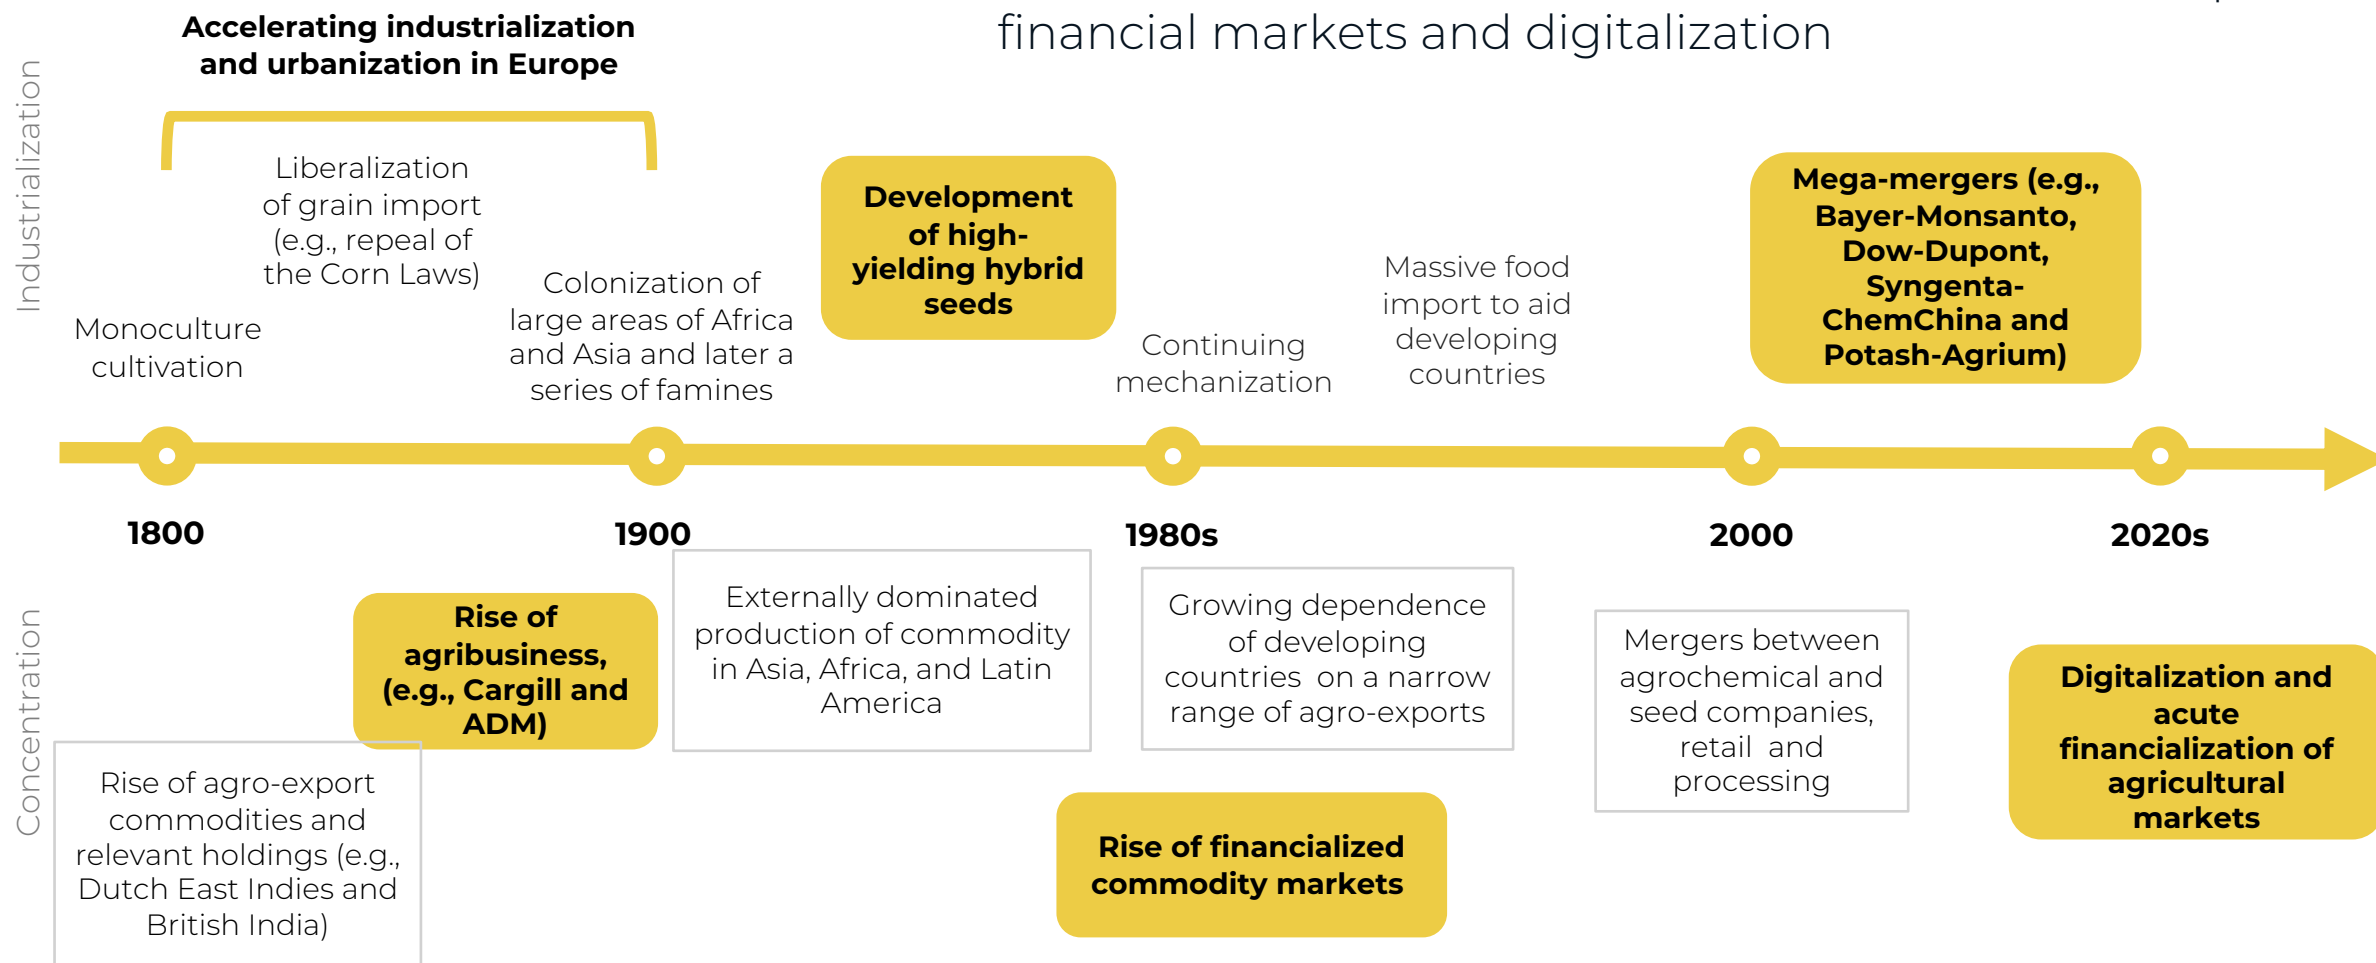 financial markets and digitalization
Accelerating industrialization
and urbanization in Europe
Industrialization
Monoculture
cultivation
Liberalization
of grain import
(e.g., repeal of
the Corn Laws)
Colonization of
large areas of Africa
and Asia and later a
series of famines
Development
of high-
yielding hybrid
seeds
Continuing
mechanization
Massive food
import to aid
developing
countries
Mega-mergers (e.g.,
Bayer-Monsanto,
Dow-Dupont,
Syngenta-
ChemChina and
Potash-Agrium)
1800
1900
1980s
2000
2020s
Concentration
Rise of agro-export
commodities and
relevant holdings (e.g.,
Dutch East Indies and
British India)
Rise of
agribusiness,
(e.g., Cargill and
ADM)
Externally dominated
production of commodity
in Asia, Africa, and Latin
America
Growing dependence
of developing
countries  on a narrow
range of agro-exports
Rise of financialized
commodity markets
Mergers between
agrochemical and
seed companies,
retail  and
processing
Digitalization and
acute
financialization of
agricultural
markets